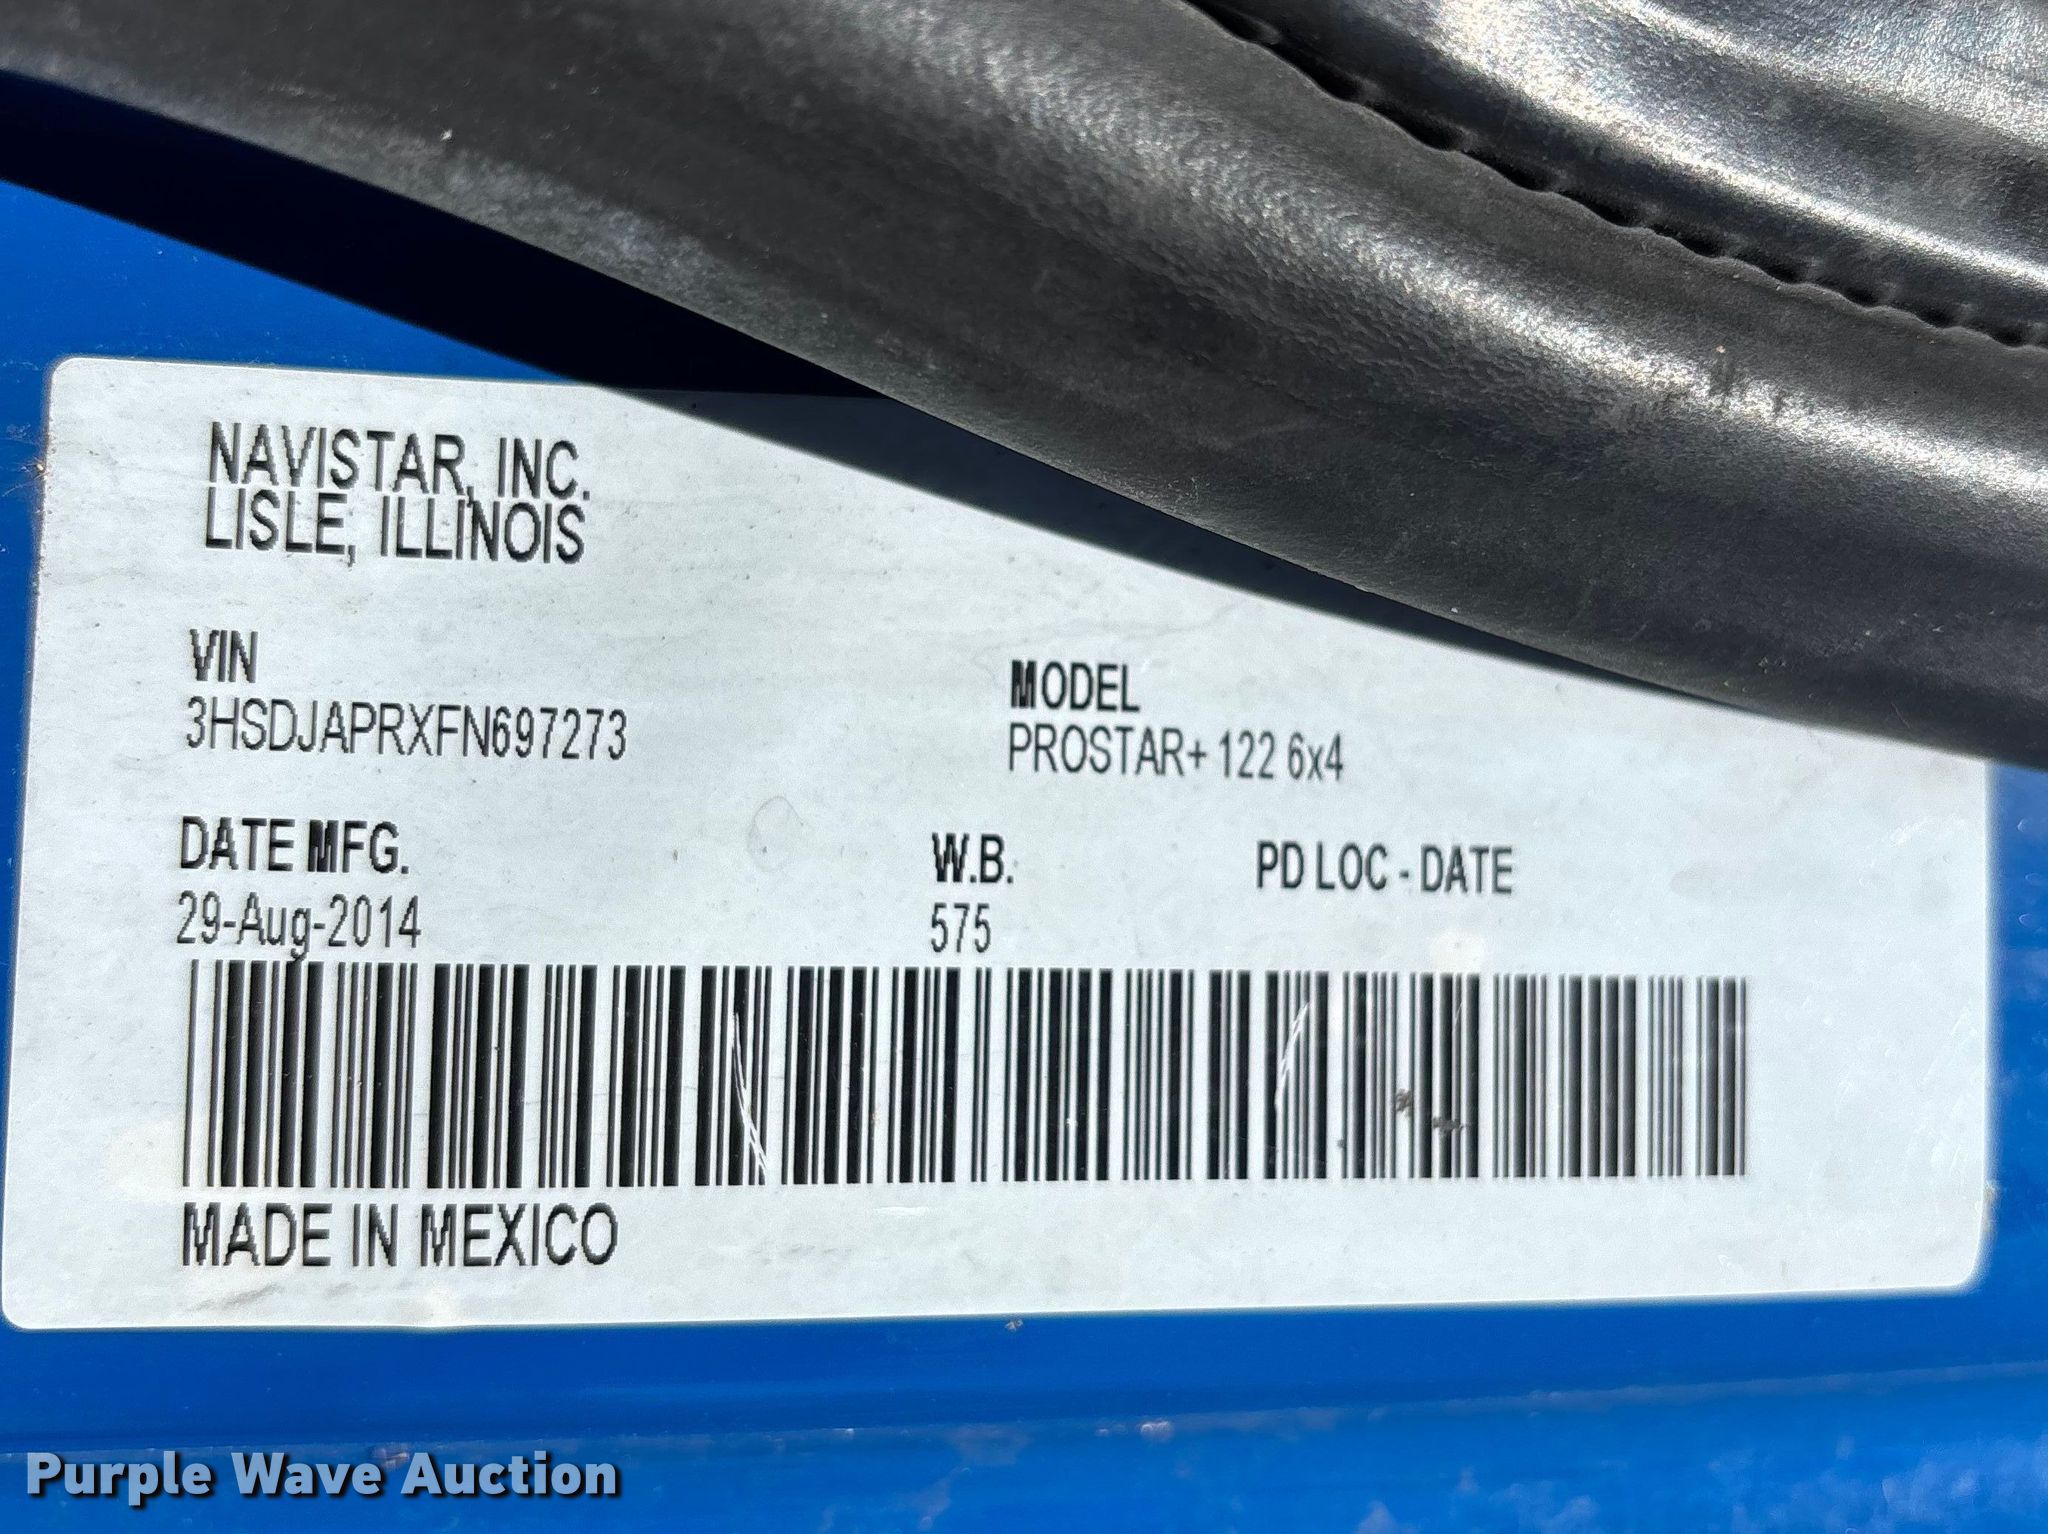 NAVISTAR, INC.
LISLE, ILLINOIS
VIN
3HSDJAPRXFN697273
MODEL
PROSTAR+ 122 6x4
DATE MFG.
29-Aug-2014
W.B.
575
PD LOC - DATE
MADE IN MEXICO
Purple Wave Auction